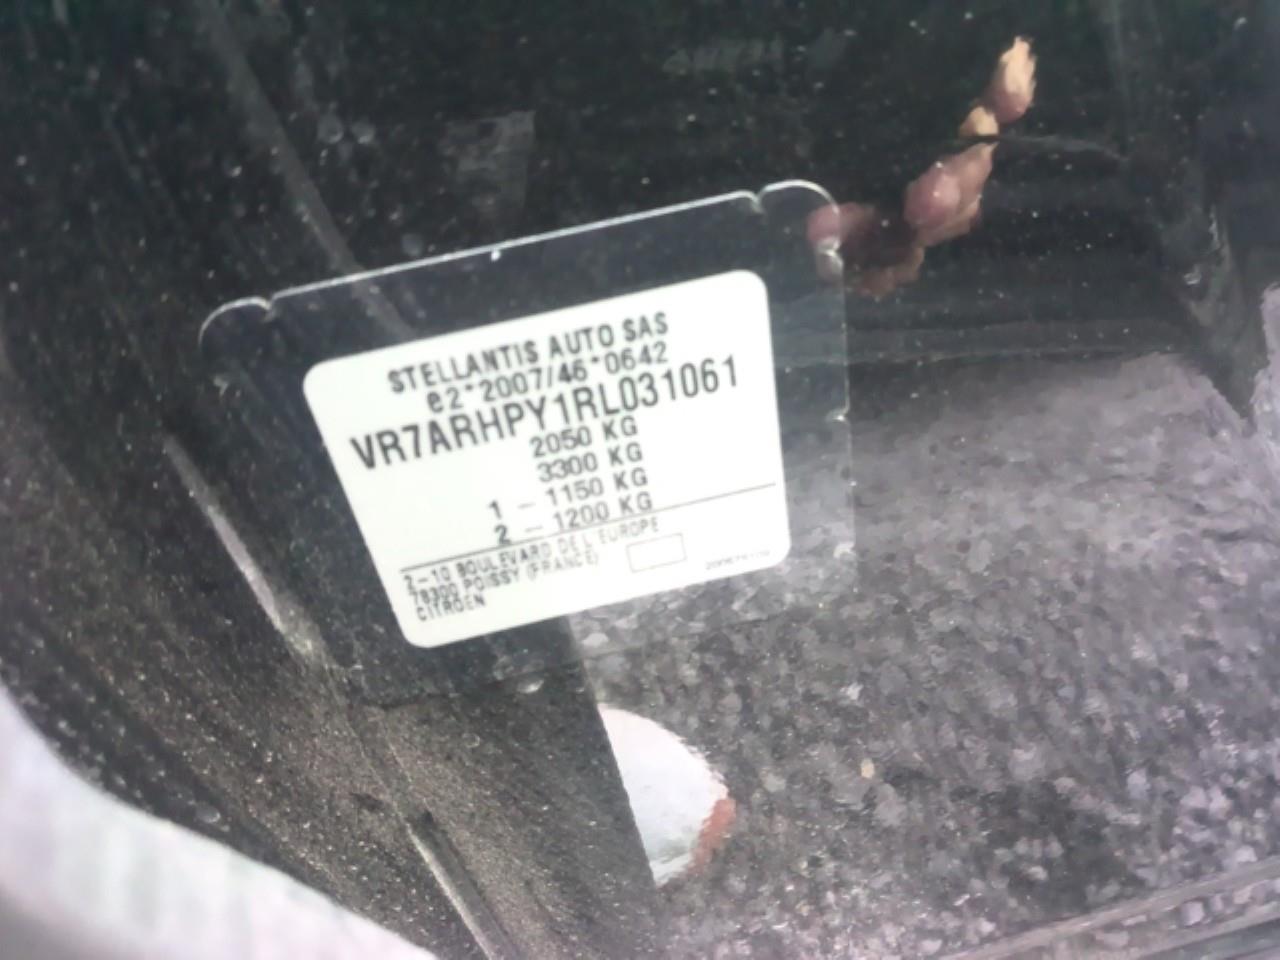 STELLANTIS AUTO SAS
e2*2007/46*0642
VR7ARHPY1RL031061
2050 KG
3300 KG
1 – 1150 KG
2 – 1200 KG
2–10 BOULEVARD DE L'EUROPE
78300 POISSY (FRANCE)
CITROEN